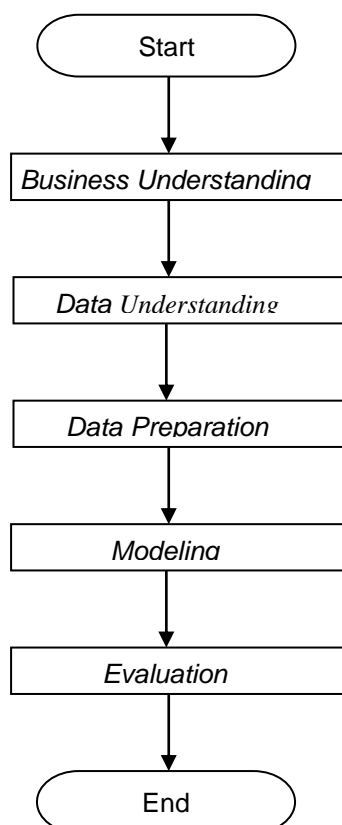 Start
Business Understanding
Data Understanding
Data Preparation
Modeling
Evaluation
End